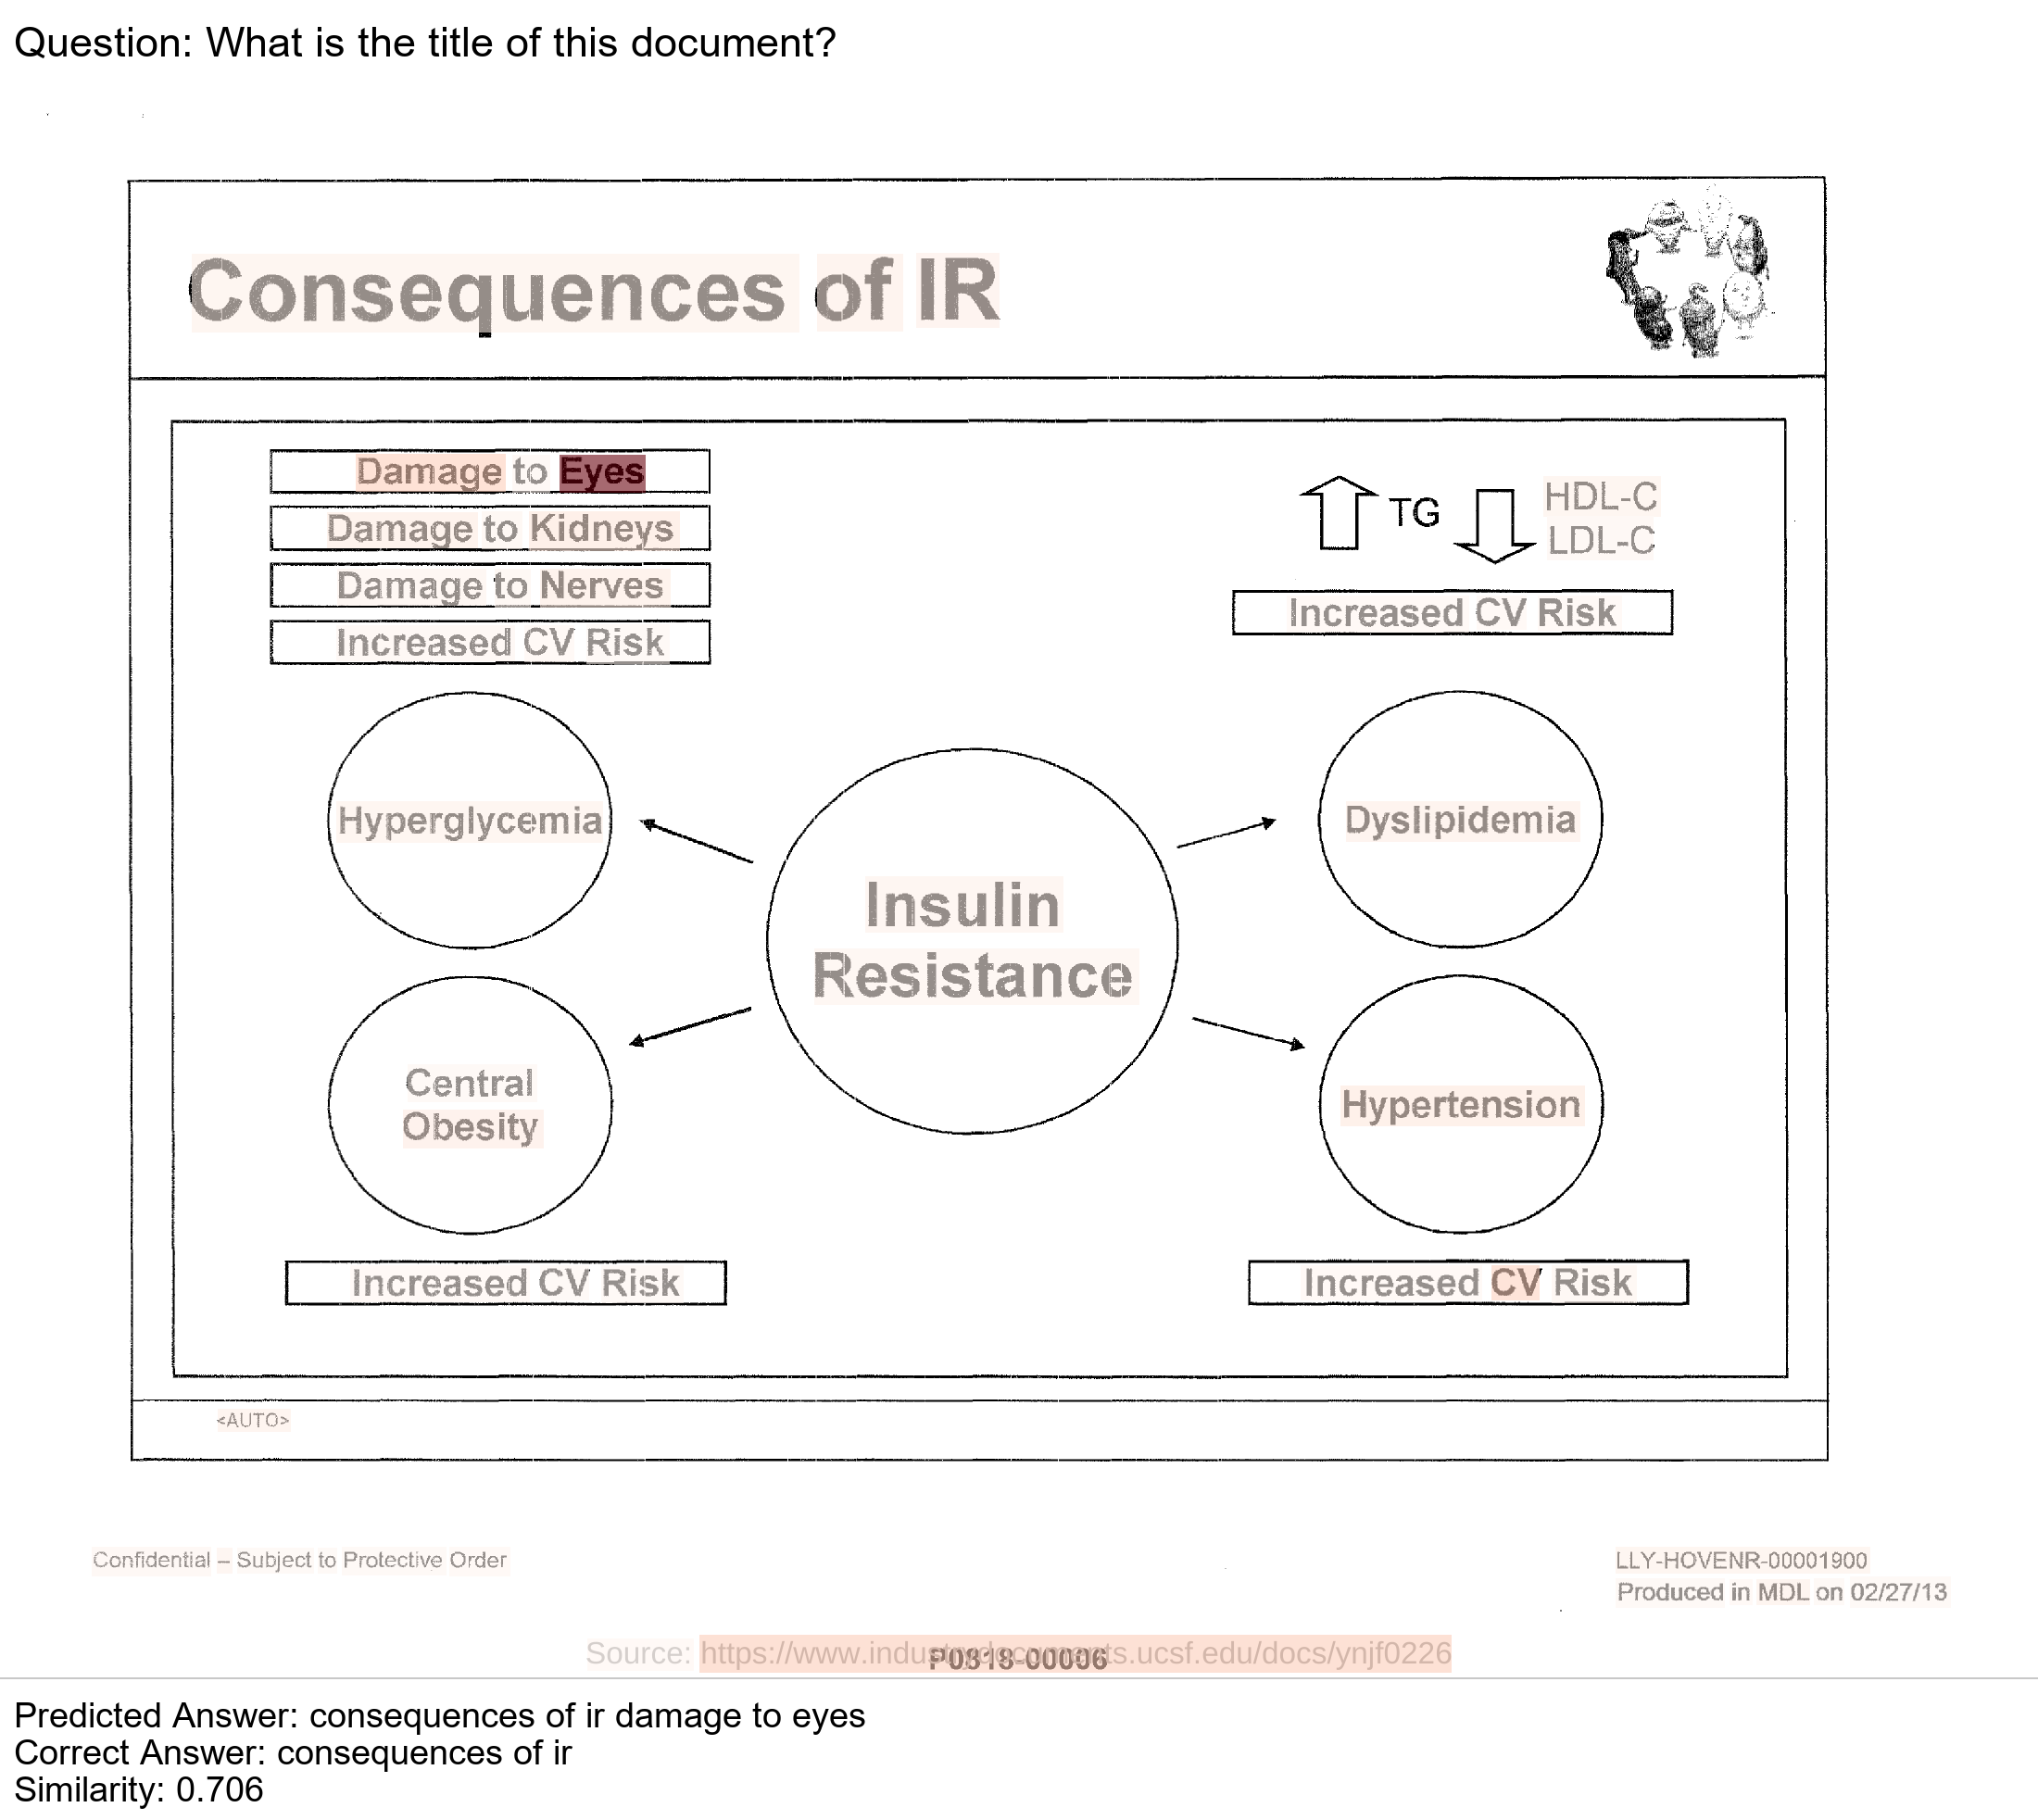 Question: What is the title of this document?
Consequences of IR
Damage to Eyes
Damage to Kidneys
Damage to Nerves
Increased CV Risk
TG
HDL-C
LDL-C
Increased CV Risk
Hyperglycemia
Dyslipidemia
Insulin
Resistance
Central
Obesity
Hypertension
Increased CV Risk
Increased CV Risk
<AUTO>
Confidential – Subject to Protective Order
LLY-HOVENR-00001900
Produced in MDL on 02/27/13
Source: https://www.industrydocuments.ucsf.edu/docs/ynjf0226
P0818-00006
Predicted Answer: consequences of ir damage to eyes
Correct Answer: consequences of ir
Similarity: 0.706